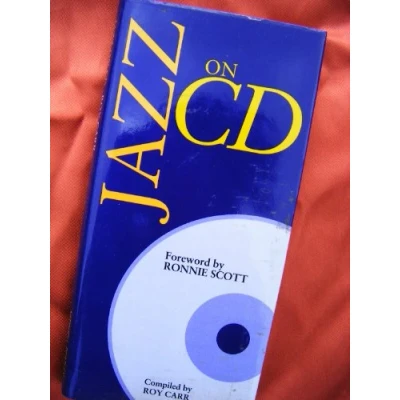 JAZZ
ON
CD
Foreword by
RONNIE SCOTT
Compiled by
ROY CARR